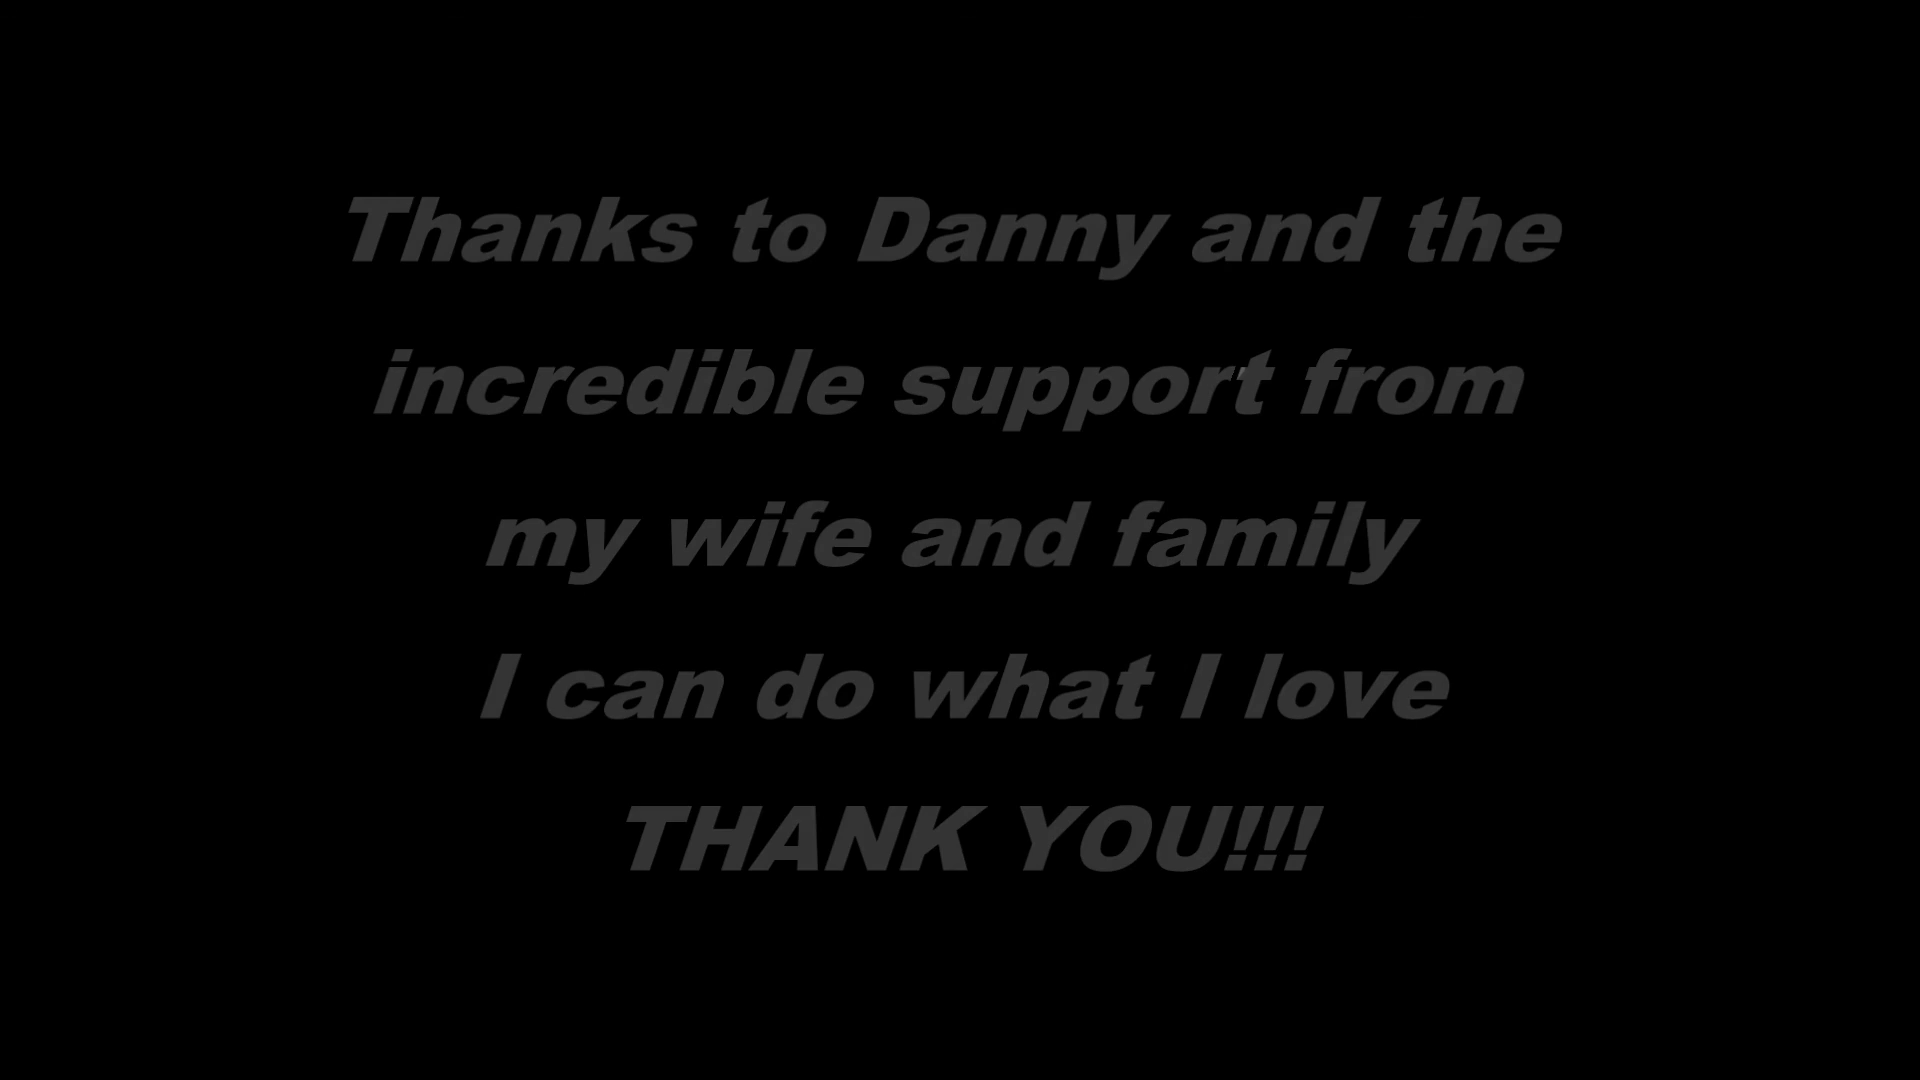 Thanks to Danny and the
incredible support from
my wife and family
I can do what I love
THANK YOU!!!